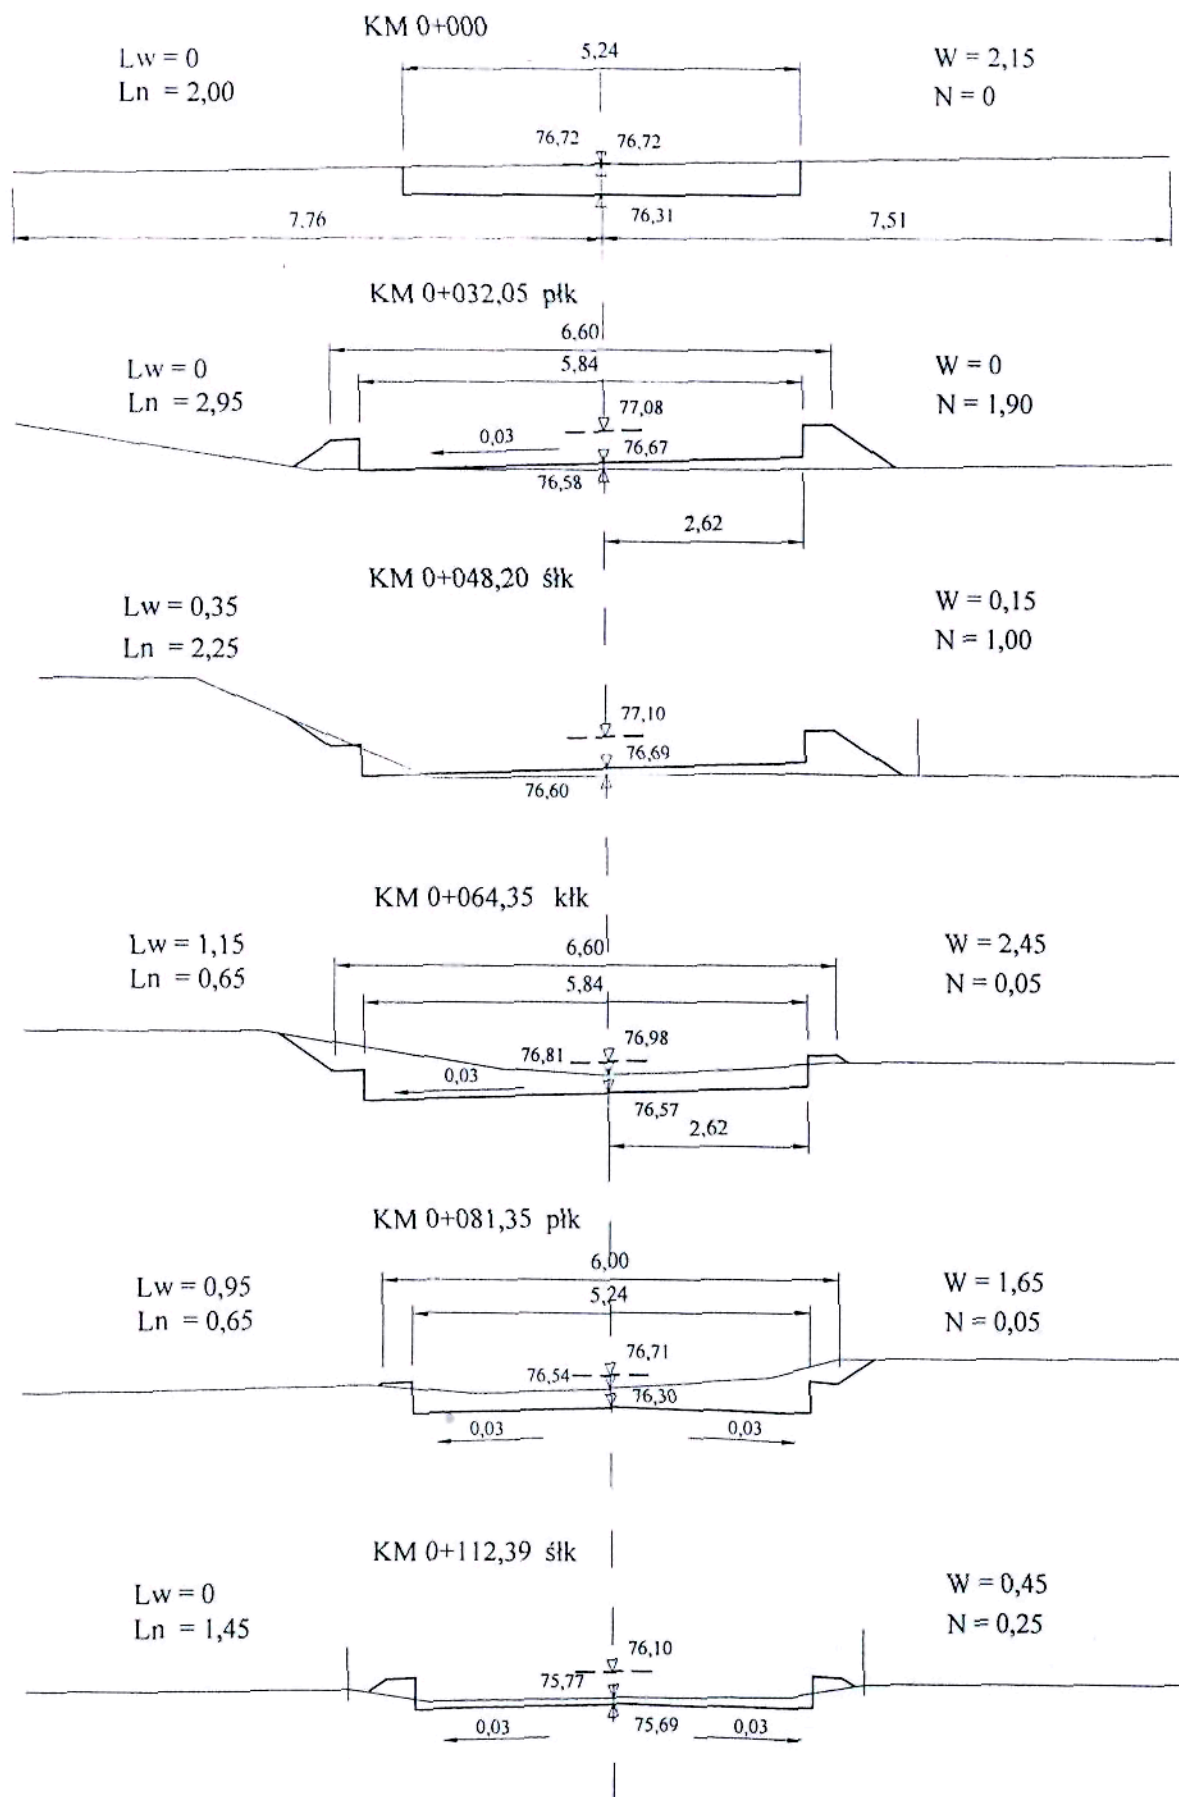 KM 0+000
5,24
Lw = 0
W = 2,15
Ln = 2,00
N = 0
76,72 76,72
76,31
7.76
7,51
KM 0+032,05 płk
6,60
5,84
Lw = 0
W = 0
Ln = 2,95
N = 1,90
77,08
0,03
76,67
76,58
2,62
KM 0+048,20 śłk
Lw = 0,35
W = 0,15
Ln = 2,25
N = 1,00
77,10
76,69
76,60
KM 0+064,35 kłk
Lw = 1,15
W = 2,45
6,60
Ln = 0,65
N = 0,05
5,84
76,98
76,81
0,03
76,57
2,62
KM 0+081,35 płk
6,00
Lw = 0,95
W = 1,65
5,24
Ln = 0,65
N = 0,05
76,71
76,54
76,30
0,03 0,03
KM 0+112,39 śłk
Lw = 0
W = 0,45
Ln = 1,45
N = 0,25
76,10
75,77
0,03 75,69 0,03